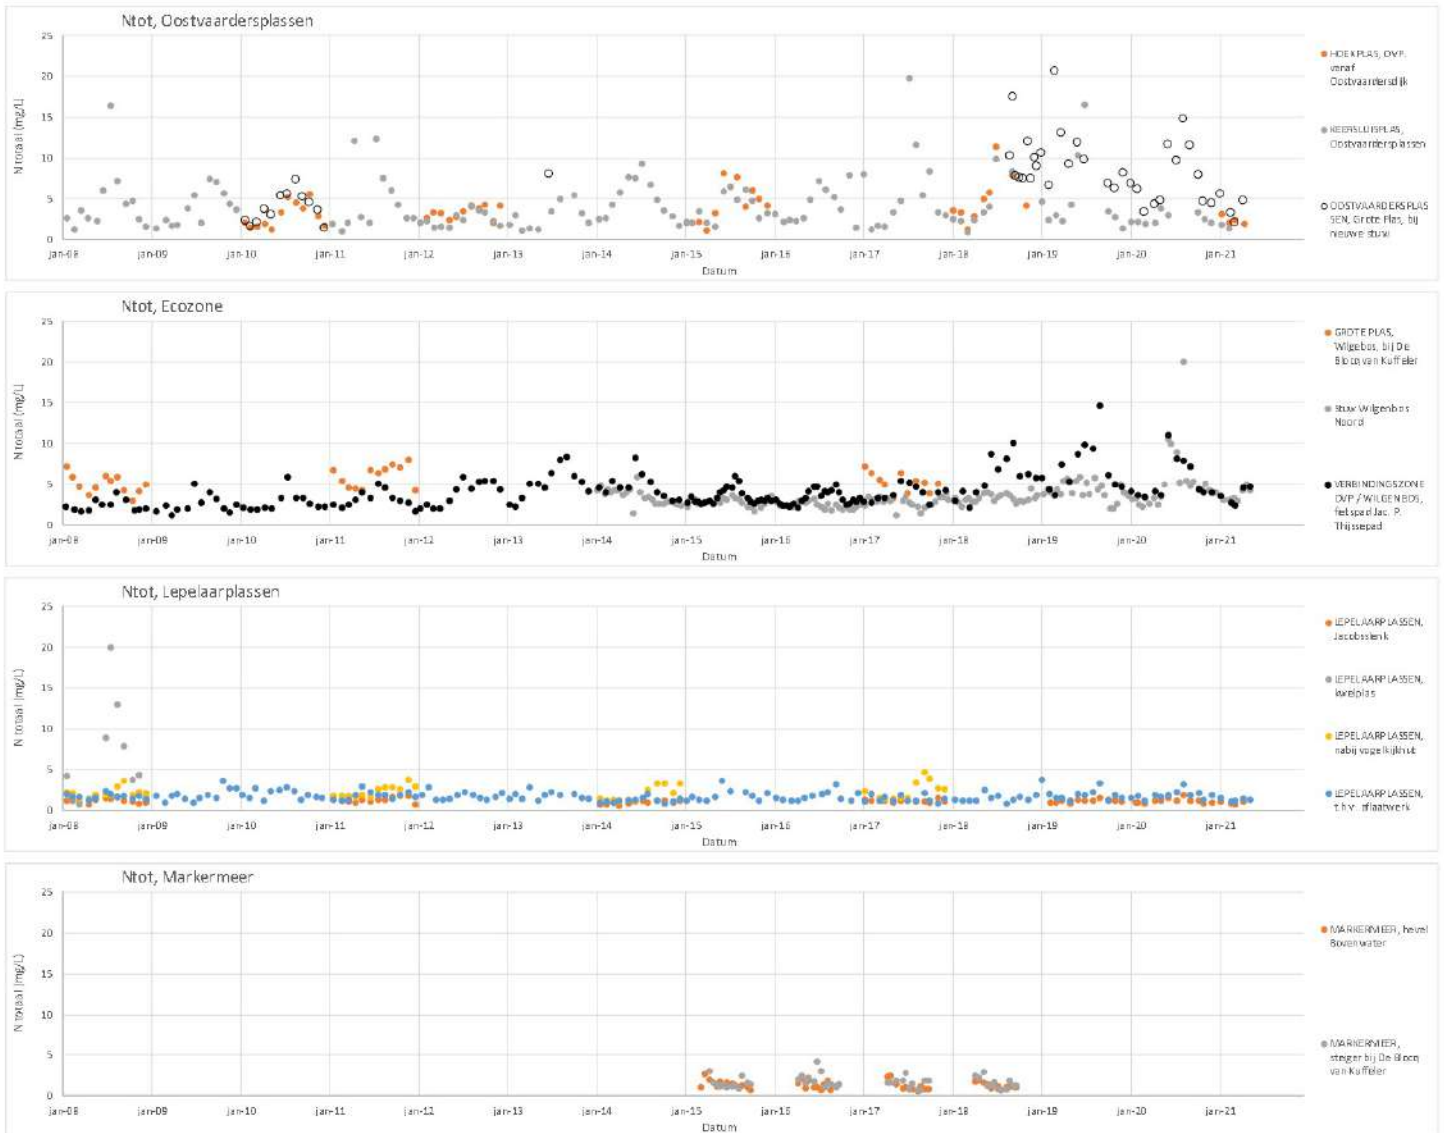 Ntot, Oostvaardersplassen
25
20
15
10
5
0
N totaal (mg/L)
jan-08 jan-09 jan-10 jan-11 jan-12 jan-13 jan-14 jan-15 jan-16 jan-17 jan-18 jan-19 jan-20 jan-21
Datum
HOEKPLAS, OVP.
vanaf
Oostvaardersdijk
KEERSLUISPLAS,
Oostvaardersplassen
OOSTVAARDERSPLAS
SEN, Grote Plas, bij
nieuwe stuw
Ntot, Ecozone
25
20
15
10
5
0
N totaal (mg/L)
jan-08 jan-09 jan-10 jan-11 jan-12 jan-13 jan-14 jan-15 jan-16 jan-17 jan-18 jan-19 jan-20 jan-21
Datum
GROTE PLAS,
Wilgebos, bij De
Blocq van Kuffeler
Stuw Wilgenbos
Noord
VERBINDINGSZONE
OVP / WILGENBOS,
fietspad Jac. P.
Thijssepad
Ntot, Lepelaarplassen
25
20
15
10
5
0
N totaal (mg/L)
jan-08 jan-09 jan-10 jan-11 jan-12 jan-13 jan-14 jan-15 jan-16 jan-17 jan-18 jan-19 jan-20 jan-21
Datum
LEPELAARPLASSEN,
Jacobsslenk
LEPELAARPLASSEN,
kwelplas
LEPELAARPLASSEN,
nabij vogelkijkhut
LEPELAARPLASSEN,
t.h.v.
Ntot, Markermeer
25
20
15
10
5
0
N totaal (mg/L)
jan-08 jan-09 jan-10 jan-11 jan-12 jan-13 jan-14 jan-15 jan-16 jan-17 jan-18 jan-19 jan-20 jan-21
Datum
MARKERMEER, hevel
Bovenwater
MARKERMEER,
steiger bij De Blocq
van Kuffeler